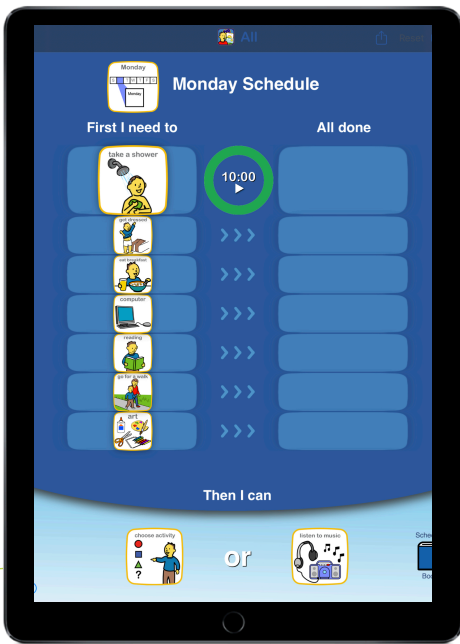 All
Monday
Monday
Monday Schedule
First I need to
All done
take a shower
10:00
get dressed
eat breakfast
computer
reading
go for a walk
art
Then I can
choose activity
?
or
listen to music